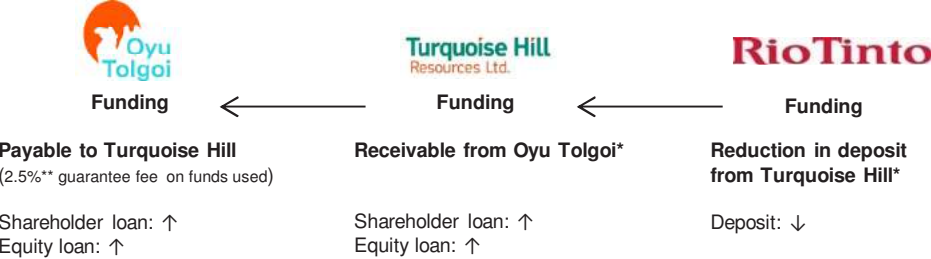 Oyu
Tolgoi
Turquoise Hill
Resources Ltd.
RioTinto
Funding
Funding
Funding
Payable to Turquoise Hill
(2.5%** guarantee fee on funds used)
Receivable from Oyu Tolgoi*
Reduction in deposit
from Turquoise Hill*
Shareholder loan: ↑
Equity loan: ↑
Shareholder loan: ↑
Equity loan: ↑
Deposit: ↓